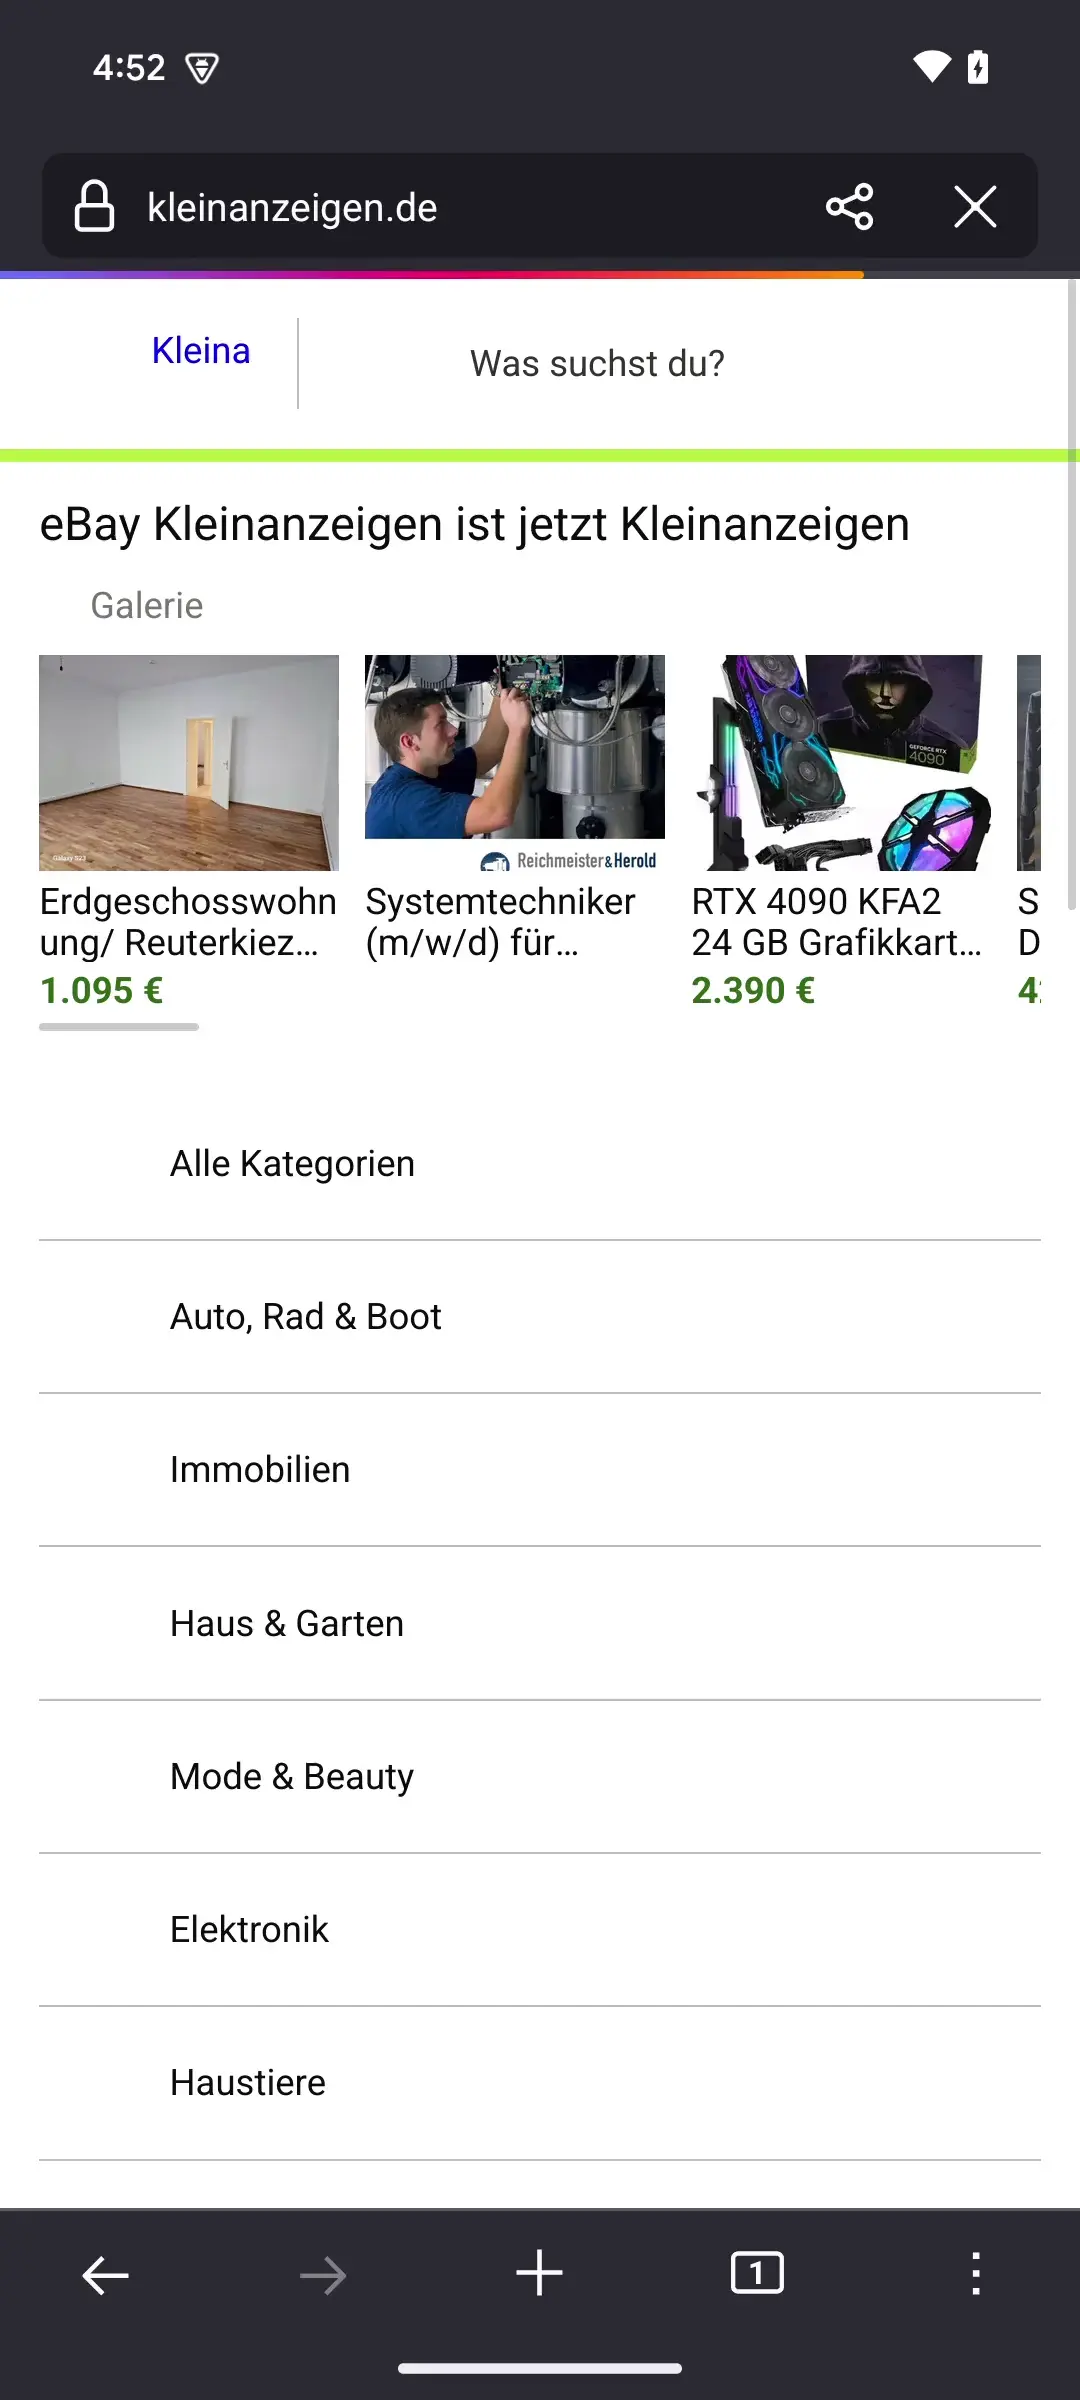 4:52
kleinanzeigen.de
Kleina
Was suchst du?
eBay Kleinanzeigen ist jetzt Kleinanzeigen
Galerie
Galaxy S23
GEFORCE RTX
4090
Reichmeister&Herold
Erdgeschosswohn
ung/ Reuterkiez...
1.095 €
Systemtechniker
(m/w/d) für...
RTX 4090 KFA2
24 GB Grafikkart...
2.390 €
S
D
4
Alle Kategorien
Auto, Rad & Boot
Immobilien
Haus & Garten
Mode & Beauty
Elektronik
Haustiere
1